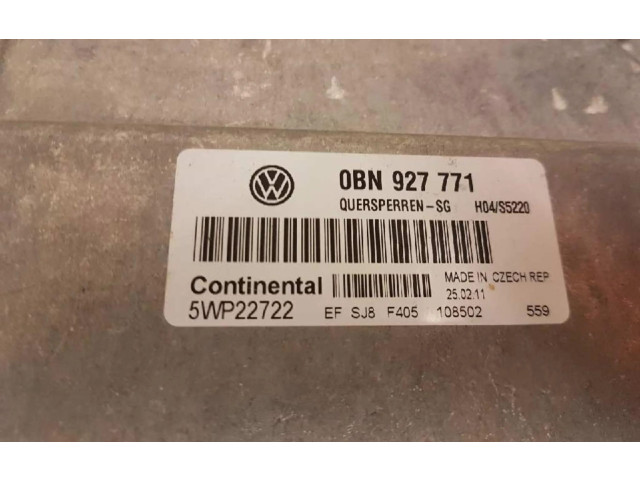 0BN 927 771
QUERSPERREN-SG H04/S5220
Continental MADE IN CZECH REP
25.02.11
5WP22722 EF SJ8 F405 108502 559